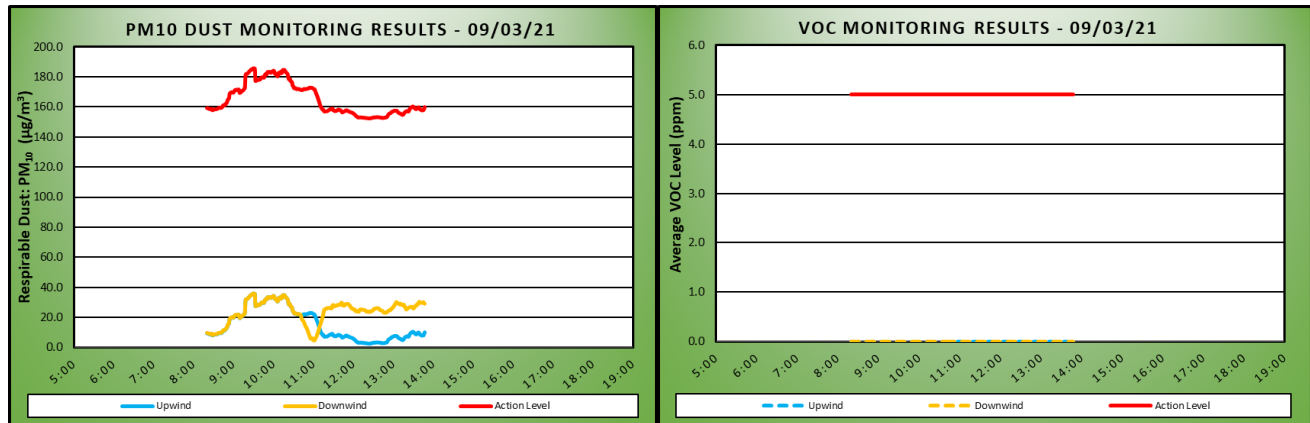 PM10 DUST MONITORING RESULTS - 09/03/21
Respirable Dust: PM₁₀ (µg/m³)
200.0
180.0
160.0
140.0
120.0
100.0
80.0
60.0
40.0
20.0
0.0
5:00 6:00 7:00 8:00 9:00 10:00 11:00 12:00 13:00 14:00 15:00 16:00 17:00 18:00 19:00
Upwind Downwind Action Level
VOC MONITORING RESULTS - 09/03/21
Average VOC Level (ppm)
6.0
5.0
4.0
3.0
2.0
1.0
0.0
5:00 6:00 7:00 8:00 9:00 10:00 11:00 12:00 13:00 14:00 15:00 16:00 17:00 18:00 19:00
Upwind Downwind Action Level